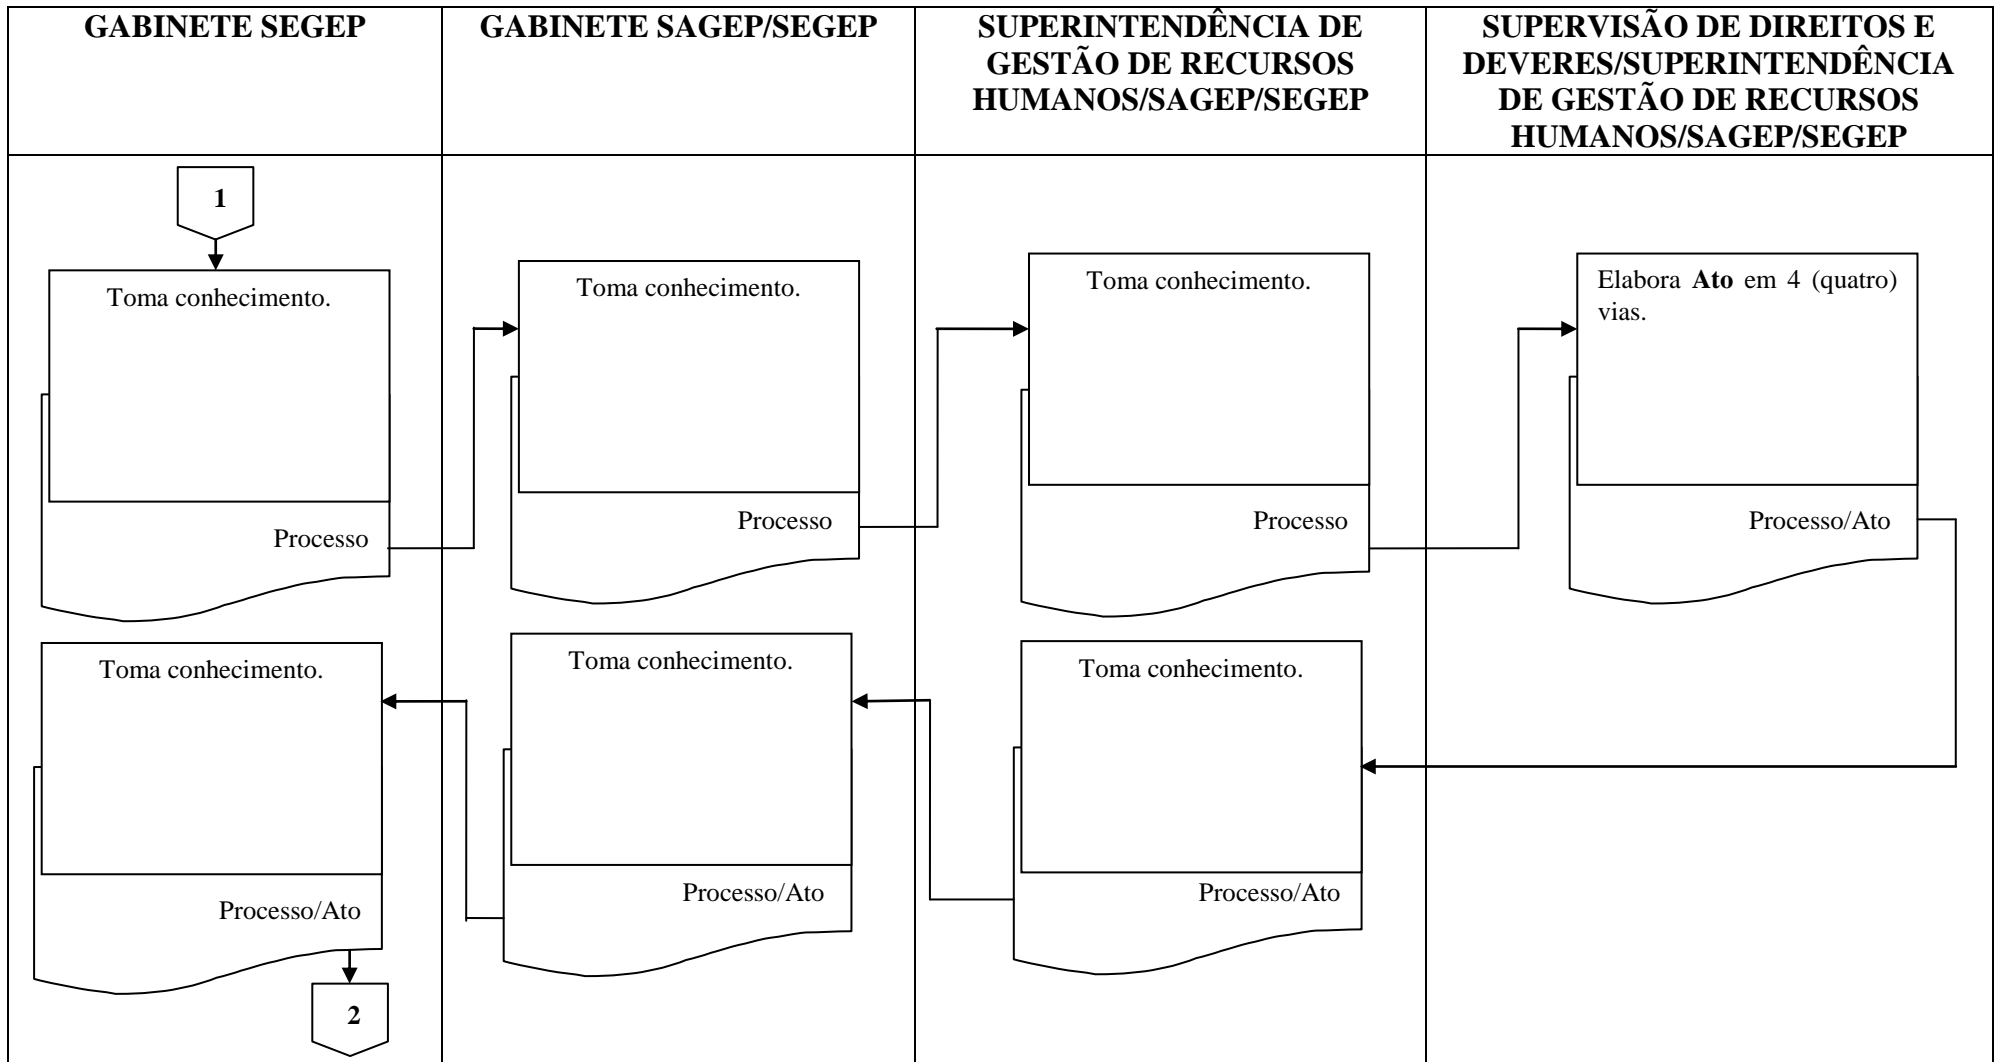 GABINETE SEGEP
GABINETE SAGEP/SEGEP
SUPERINTENDÊNCIA DE
GESTÃO DE RECURSOS
HUMANOS/SAGEP/SEGEP
SUPERVISÃO DE DIREITOS E
DEVERES/SUPERINTENDÊNCIA
DE GESTÃO DE RECURSOS
HUMANOS/SAGEP/SEGEP
1
Toma conhecimento.
Processo
Toma conhecimento.
Processo
Toma conhecimento.
Processo
Elabora Ato em 4 (quatro)
vias.
Processo/Ato
Toma conhecimento.
Processo/Ato
Toma conhecimento.
Processo/Ato
Toma conhecimento.
Processo/Ato
2